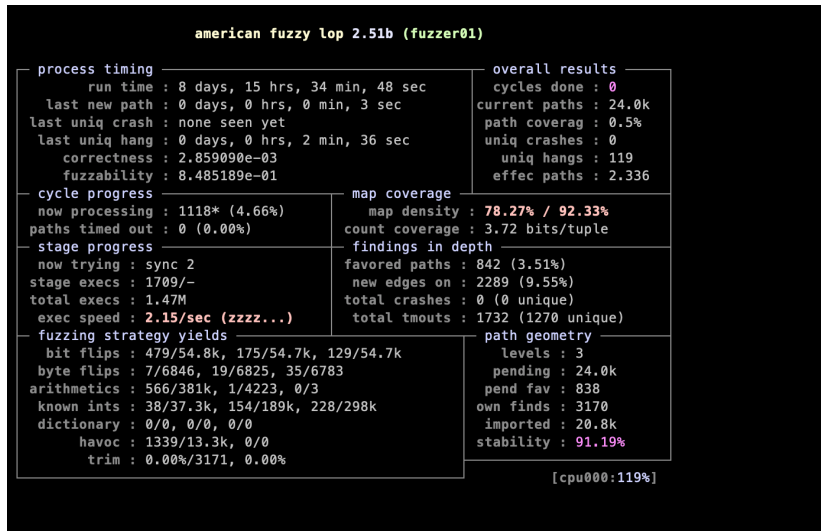 american fuzzy lop 2.51b (fuzzer01)
process timing overall results
run time : 8 days, 15 hrs, 34 min, 48 sec cycles done : 0
last new path : 0 days, 0 hrs, 0 min, 3 sec current paths : 24.0k
last uniq crash : none seen yet path coverag : 0.5%
last uniq hang : 0 days, 0 hrs, 2 min, 36 sec uniq crashes : 0
correctness : 2.859090e-03 uniq hangs : 119
fuzzability : 8.485189e-01 effec paths : 2.336
cycle progress map coverage
now processing : 1118* (4.66%) map density : 78.27% / 92.33%
paths timed out : 0 (0.00%) count coverage : 3.72 bits/tuple
stage progress findings in depth
now trying : sync 2 favored paths : 842 (3.51%)
stage execs : 1709/- new edges on : 2289 (9.55%)
total execs : 1.47M total crashes : 0 (0 unique)
exec speed : 2.15/sec (zzzz...) total tmouts : 1732 (1270 unique)
fuzzing strategy yields path geometry
bit flips : 479/54.8k, 175/54.7k, 129/54.7k levels : 3
byte flips : 7/6846, 19/6825, 35/6783 pending : 24.0k
arithmetics : 566/381k, 1/4223, 0/3 pend fav : 838
known ints : 38/37.3k, 154/189k, 228/298k own finds : 3170
dictionary : 0/0, 0/0, 0/0 imported : 20.8k
havoc : 1339/13.3k, 0/0 stability : 91.19%
trim : 0.00%/3171, 0.00%
[cpu000:119%]